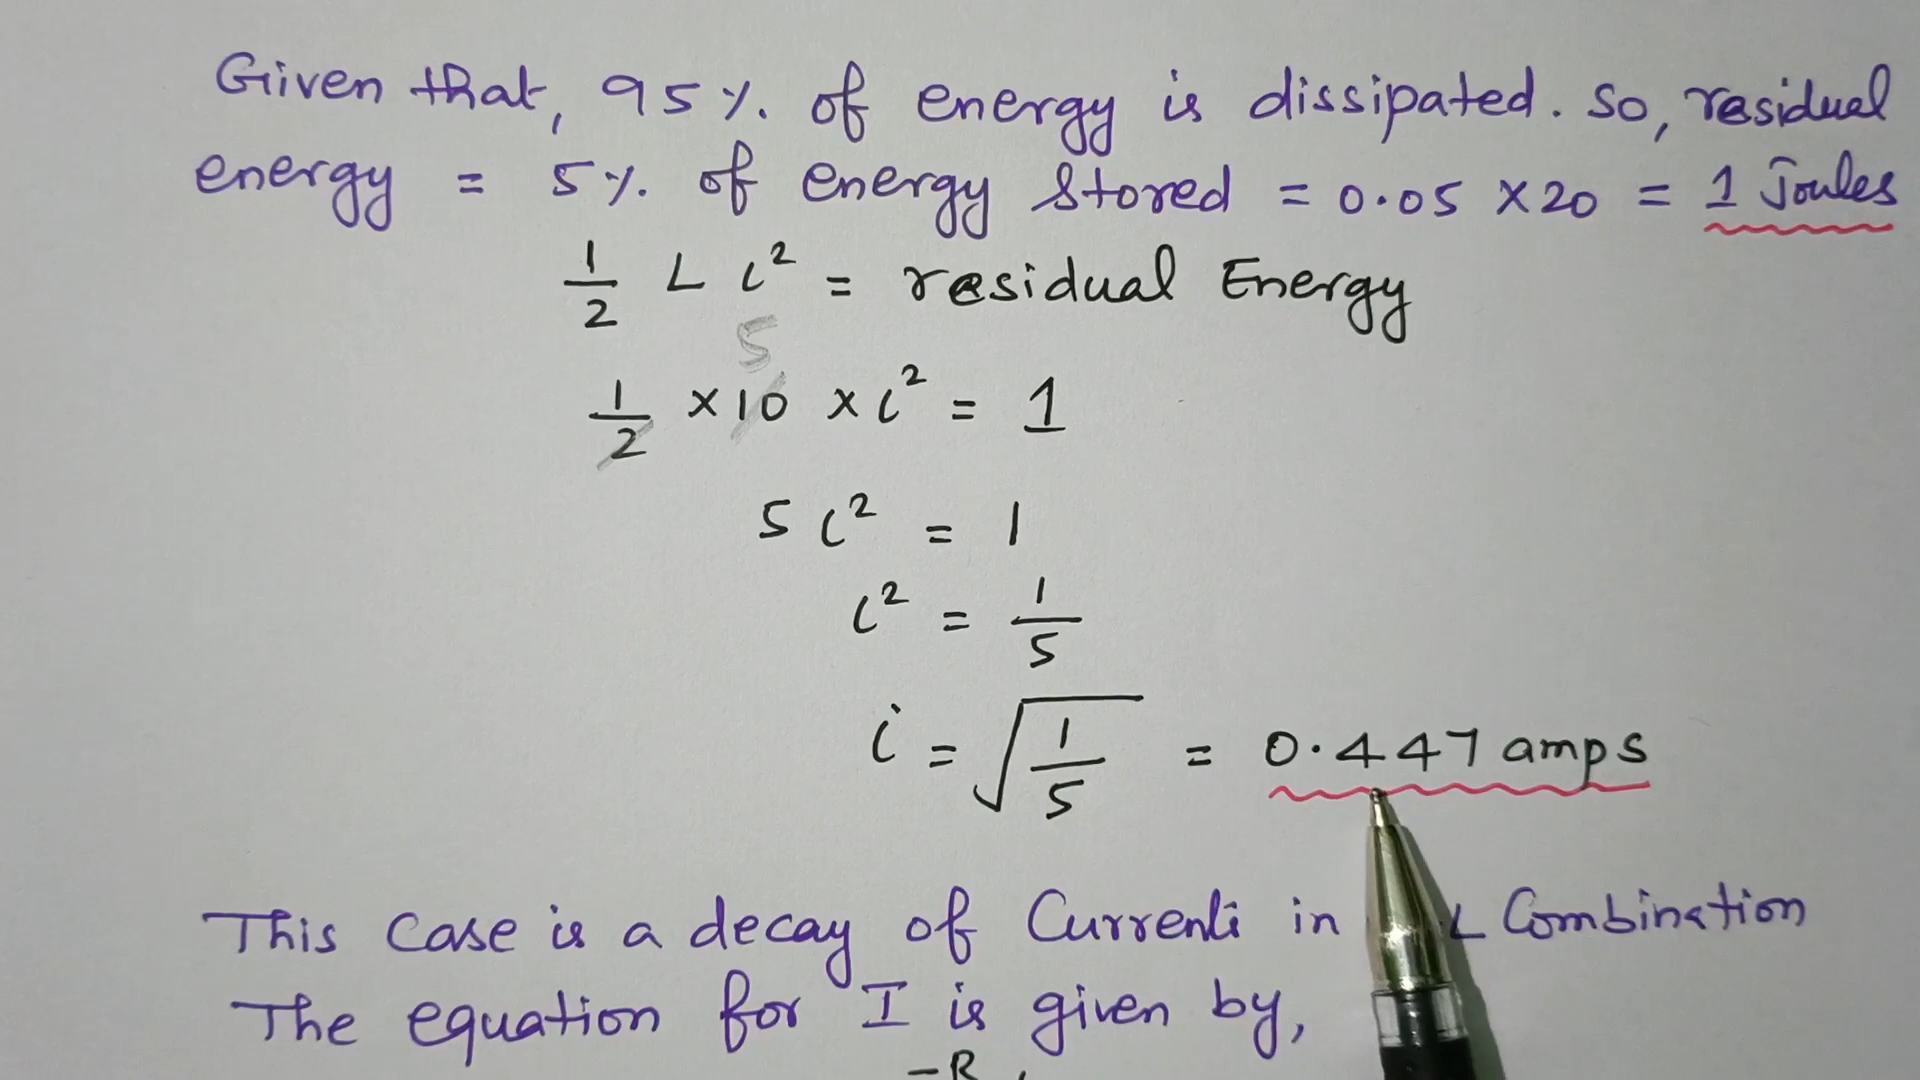 Given that, 95%. of energy is dissipated. So, residual
energy = 5%. of energy stored = 0.05 × 20 = 1 Joules
1/2 L i² = residual Energy
5
1/2 × 10 × i² = 1
5 i² = 1
i² = 1/5
i = √(1/5) = 0.447 amps
This Case is a decay of Current in L Combination
The equation for I is given by,
-R